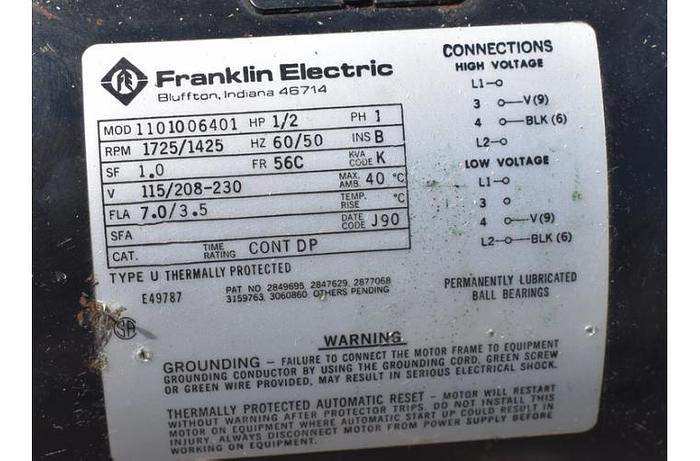 Franklin Electric
Bluffton, Indiana 46714
MOD 1101006401 HP 1/2 PH 1
RPM 1725/1425 HZ 60/50 INS B
SF 1.0 FR 56C KVA CODE K
V 115/208-230 MAX. AMB. 40 °C
FLA 7.0/3.5 TEMP. RISE °C
SFA DATE CODE J90
CAT. TIME RATING CONT DP
TYPE U THERMALLY PROTECTED
E49787
PAT NO 2849695, 2847629, 2877068
3159763, 3060860 OTHERS PENDING
CONNECTIONS
HIGH VOLTAGE
L1
3 V(9)
4 BLK(6)
L2
LOW VOLTAGE
L1
3
4 V(9)
L2 BLK(6)
PERMANENTLY LUBRICATED
BALL BEARINGS
SA
WARNING
GROUNDING - FAILURE TO CONNECT THE MOTOR FRAME TO EQUIPMENT
GROUNDING CONDUCTOR BY USING THE GROUNDING CORD, GREEN SCREW
OR GREEN WIRE PROVIDED, MAY RESULT IN SERIOUS ELECTRICAL SHOCK.
THERMALLY PROTECTED AUTOMATIC RESET - MOTOR WILL RESTART
WITHOUT WARNING AFTER PROTECTOR TRIPS. DO NOT INSTALL THIS
MOTOR ON EQUIPMENT WHERE AUTOMATIC START UP COULD RESULT IN
INJURY. ALWAYS DISCONNECT MOTOR FROM POWER SUPPLY BEFORE
WORKING ON EQUIPMENT.